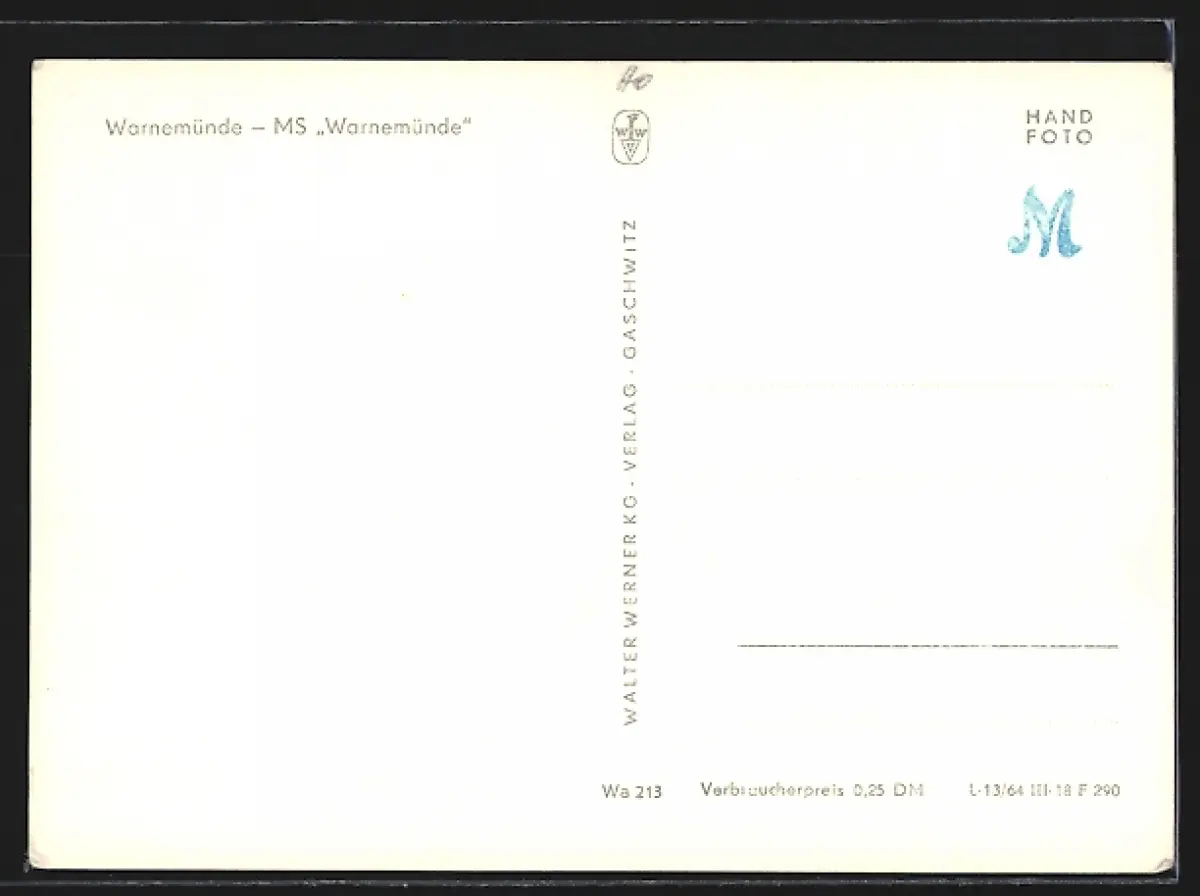 Warnemünde – MS „Warnemünde“
W W
HAND
FOTO
M
WALTER WERNER KG · VERLAG · GASCHWITZ
Wa 213
Verbraucherpreis 0,25 DM
L-13/64 III-18 F 290